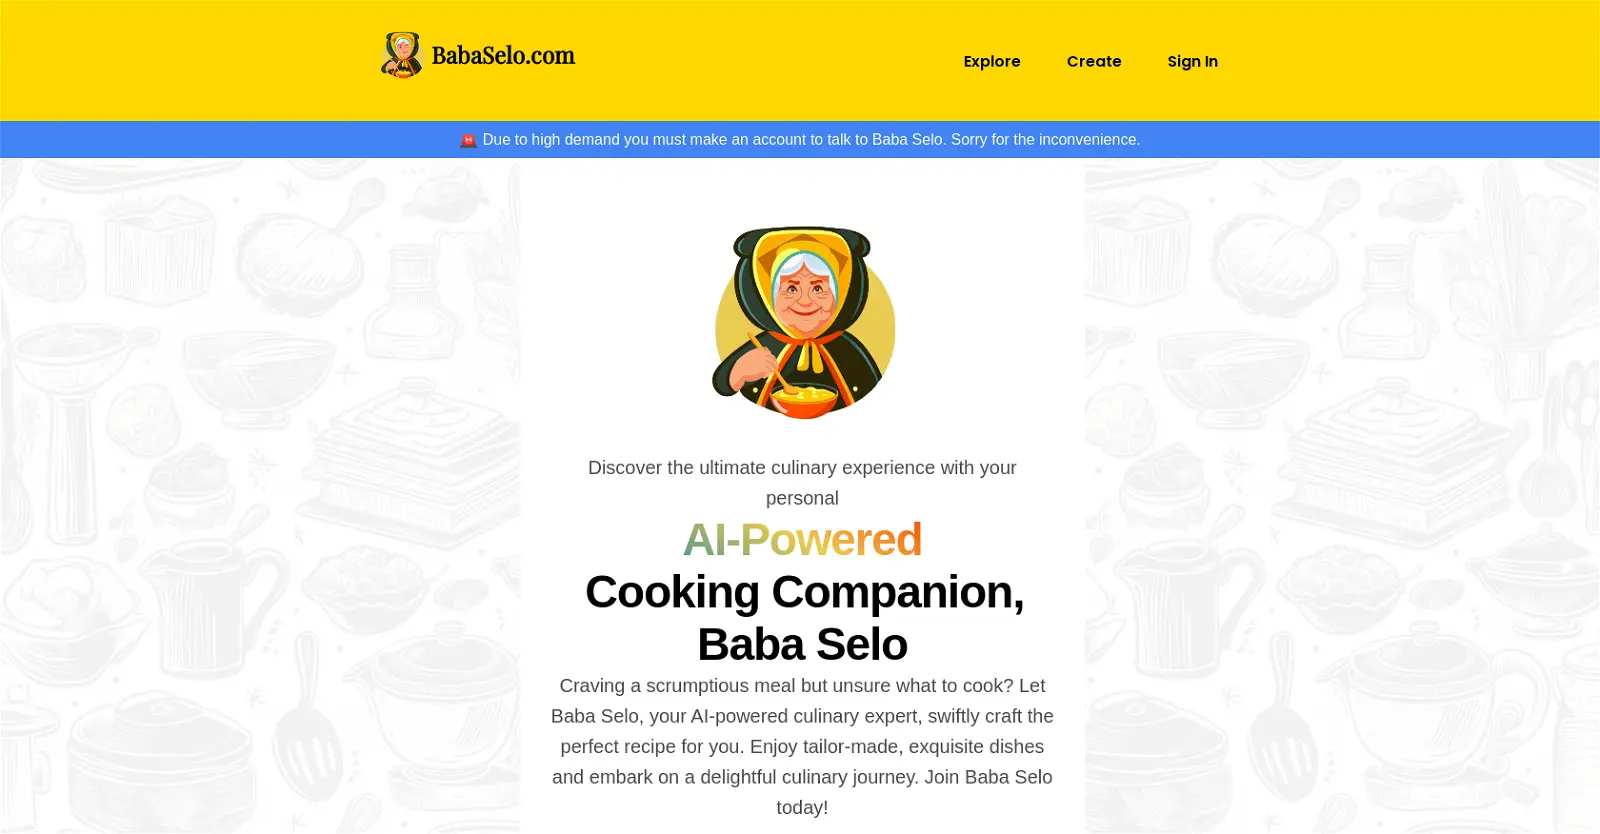 BabaSelo.com
Explore
Create
Sign In
Due to high demand you must make an account to talk to Baba Selo. Sorry for the inconvenience.
Discover the ultimate culinary experience with your
personal
AI-Powered
Cooking Companion,
Baba Selo
Craving a scrumptious meal but unsure what to cook? Let
Baba Selo, your AI-powered culinary expert, swiftly craft the
perfect recipe for you. Enjoy tailor-made, exquisite dishes
and embark on a delightful culinary journey. Join Baba Selo
today!